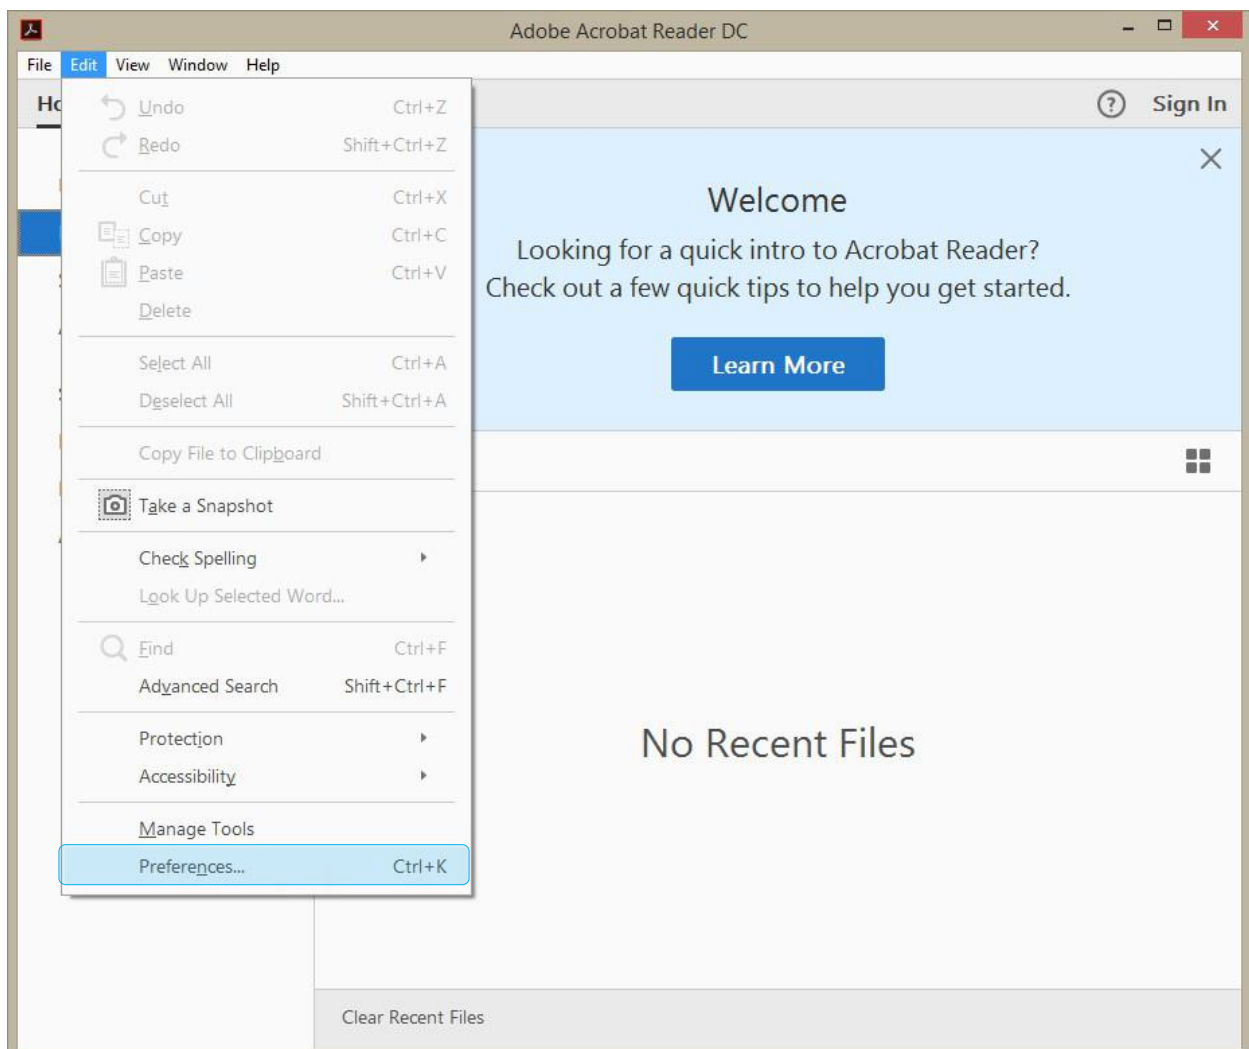 Adobe Acrobat Reader DC
File Edit View Window Help
Sign In
Undo Ctrl+Z
Redo Shift+Ctrl+Z
Cut Ctrl+X
Copy Ctrl+C
Paste Ctrl+V
Delete
Select All Ctrl+A
Deselect All Shift+Ctrl+A
Copy File to Clipboard
Take a Snapshot
Check Spelling
Look Up Selected Word...
Find Ctrl+F
Advanced Search Shift+Ctrl+F
Protection
Accessibility
Manage Tools
Preferences... Ctrl+K
Welcome
Looking for a quick intro to Acrobat Reader?
Check out a few quick tips to help you get started.
Learn More
No Recent Files
Clear Recent Files